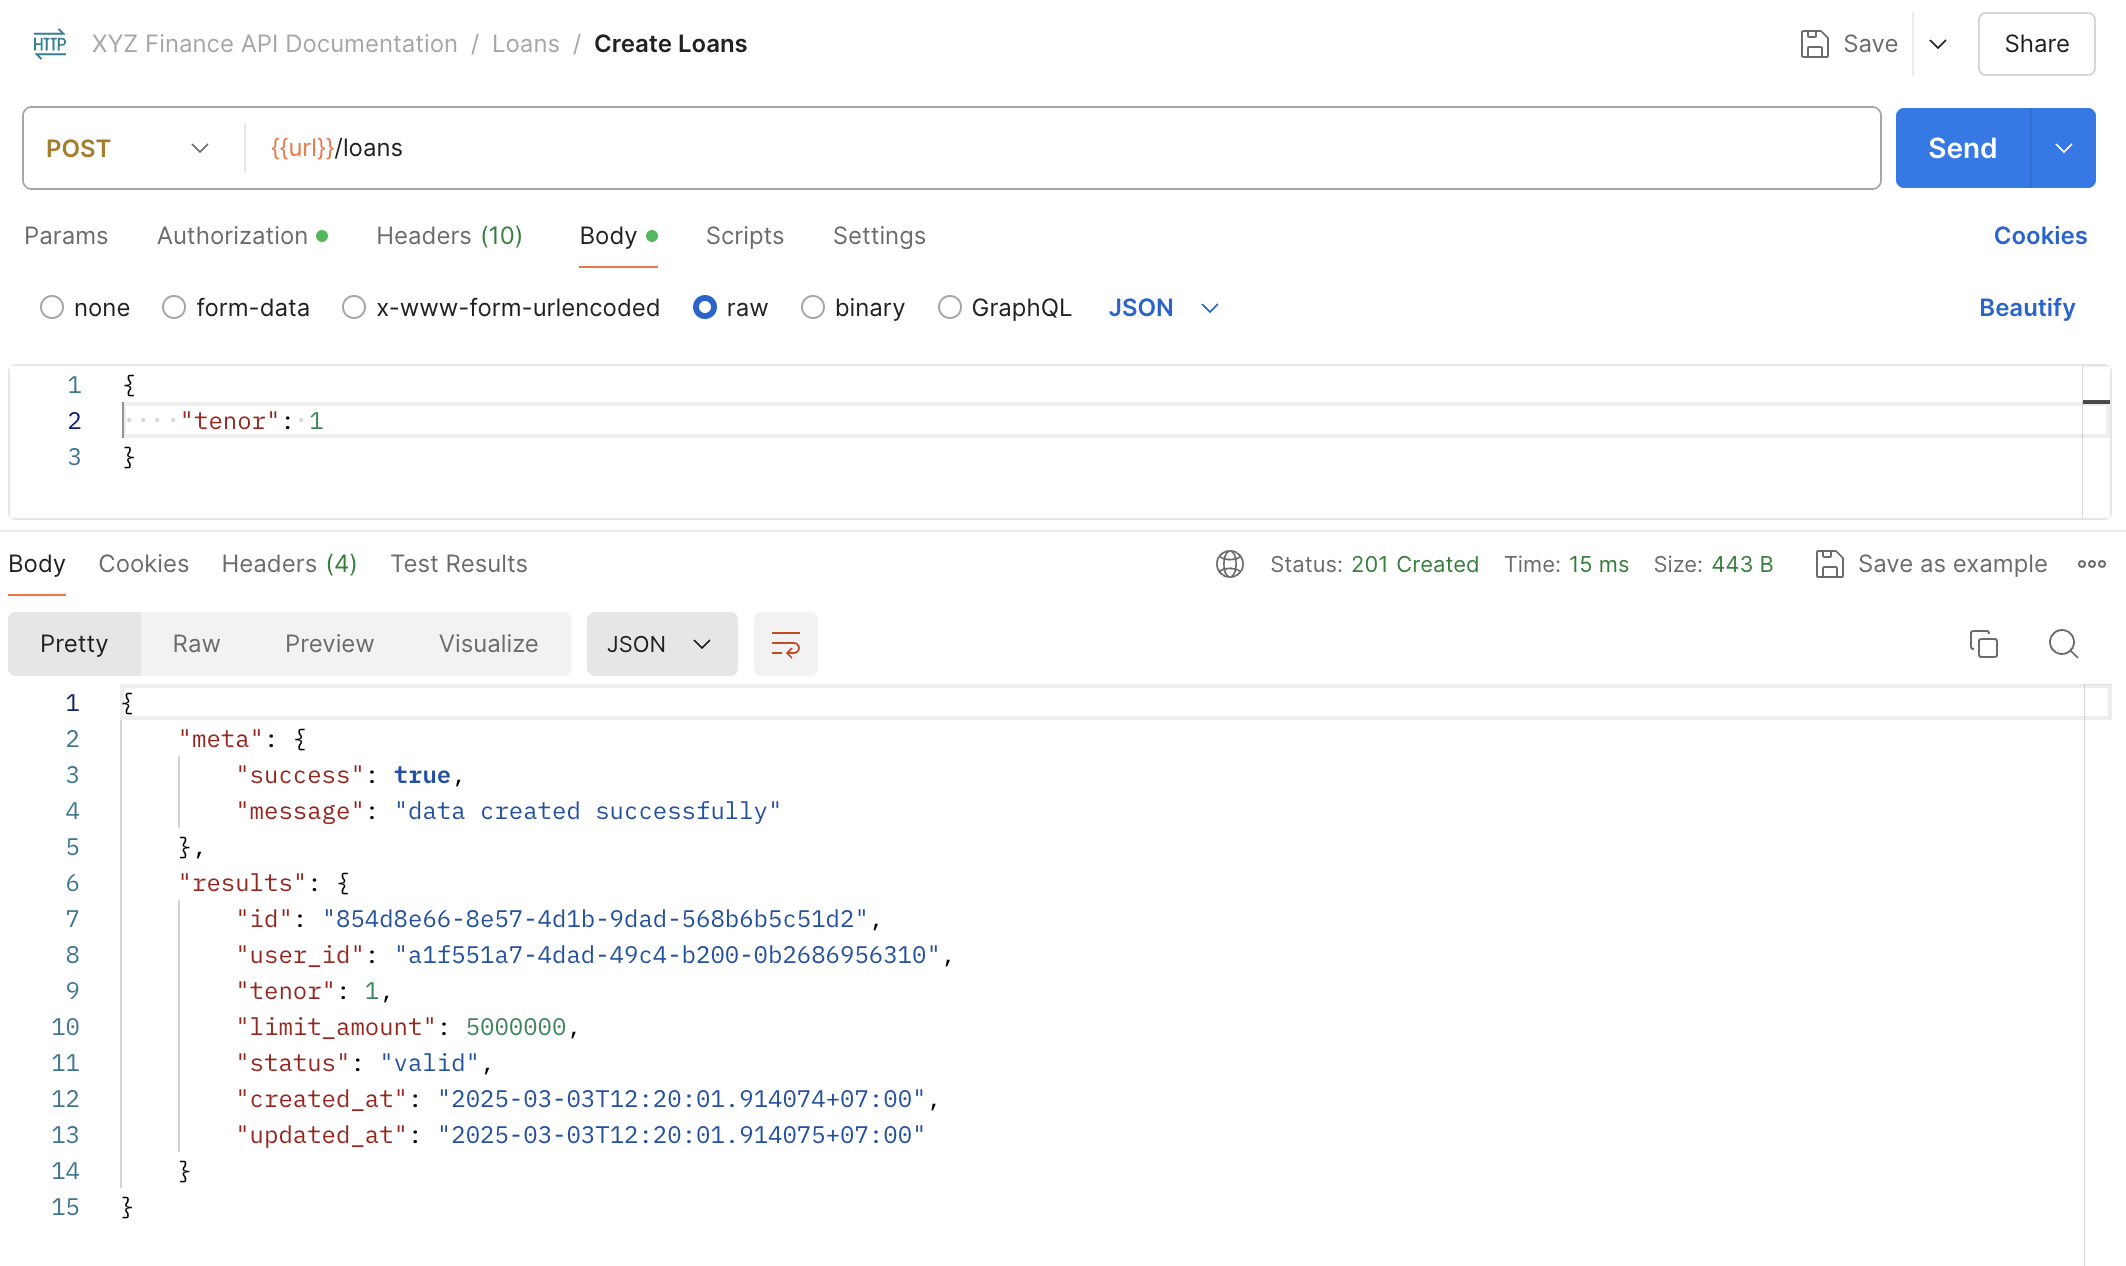 HTTP XYZ Finance API Documentation / Loans / Create Loans Save Share
POST {{url}}/loans Send
Params Authorization Headers (10) Body Scripts Settings Cookies
none form-data x-www-form-urlencoded raw binary GraphQL JSON Beautify
1 {
2 "tenor": 1
3 }
Body Cookies Headers (4) Test Results Status: 201 Created Time: 15 ms Size: 443 B Save as example
Pretty Raw Preview Visualize JSON
1 {
2 "meta": {
3 "success": true,
4 "message": "data created successfully"
5 },
6 "results": {
7 "id": "854d8e66-8e57-4d1b-9dad-568b6b5c51d2",
8 "user_id": "a1f551a7-4dad-49c4-b200-0b2686956310",
9 "tenor": 1,
10 "limit_amount": 5000000,
11 "status": "valid",
12 "created_at": "2025-03-03T12:20:01.914074+07:00",
13 "updated_at": "2025-03-03T12:20:01.914075+07:00"
14 }
15 }